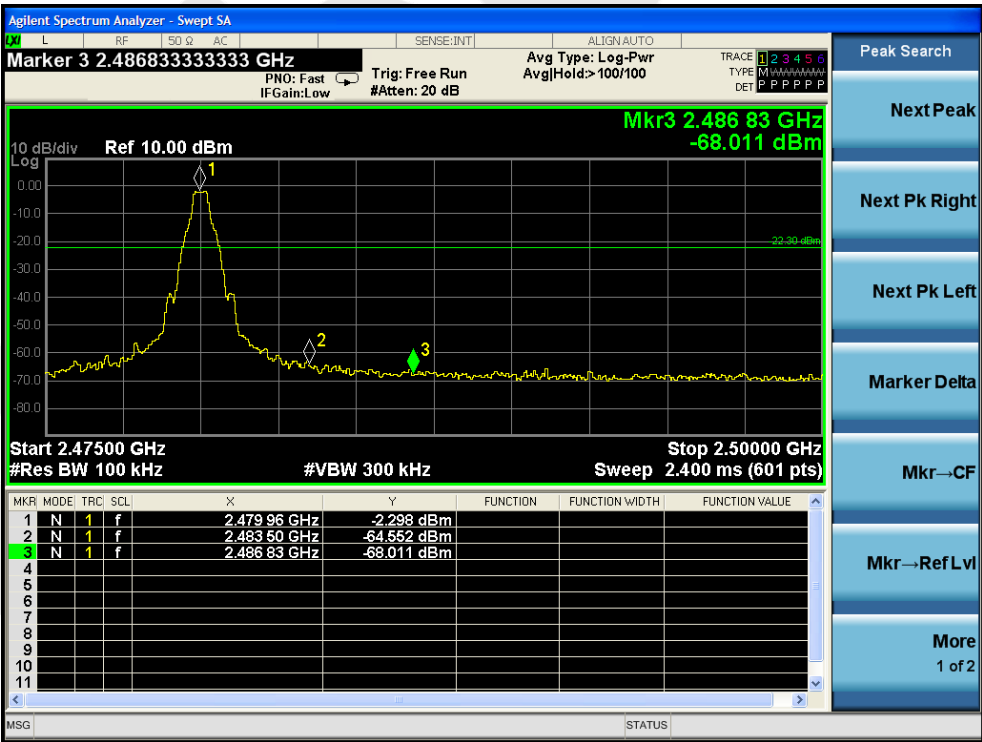 Agilent Spectrum Analyzer - Swept SA
LXI L RF 50 Ω AC SENSE:INT ALIGN AUTO
Marker 3 2.486833333333 GHz
PNO: Fast
IFGain:Low
Trig: Free Run
#Atten: 20 dB
Avg Type: Log-Pwr
Avg|Hold:>100/100
TRACE 1 2 3 4 5 6
TYPE M
DET P P P P P P
Mkr3 2.486 83 GHz
-68.011 dBm
10 dB/div Ref 10.00 dBm
Log
0.00
-10.0
-20.0
-30.0
-40.0
-50.0
-60.0
-70.0
-80.0
1
-22.30 dBm
2
3
Start 2.47500 GHz Stop 2.50000 GHz
#Res BW 100 kHz #VBW 300 kHz Sweep 2.400 ms (601 pts)
MKR MODE TRC SCL X Y FUNCTION FUNCTION WIDTH FUNCTION VALUE
1 N 1 f 2.479 96 GHz -2.298 dBm
2 N 1 f 2.483 50 GHz -64.552 dBm
3 N 1 f 2.486 83 GHz -68.011 dBm
4
5
6
7
8
9
10
11
MSG STATUS
Peak Search
Next Peak
Next Pk Right
Next Pk Left
Marker Delta
Mkr→CF
Mkr→Ref Lvl
More
1 of 2